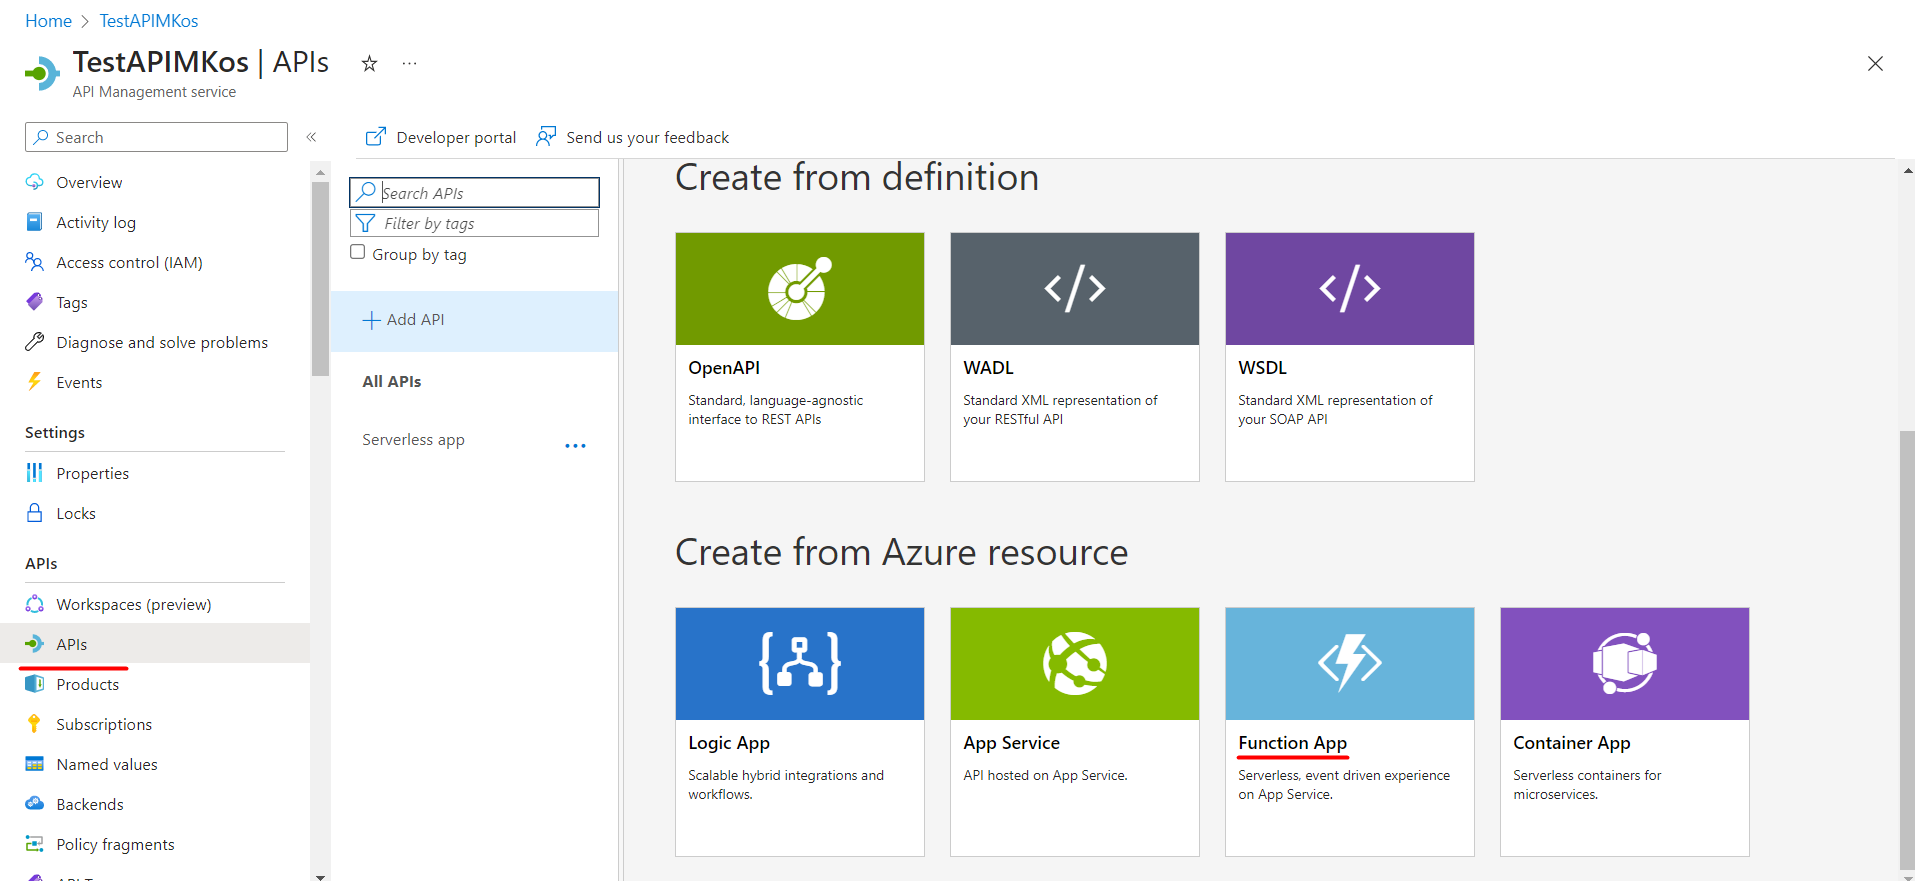 Home > TestAPIMKos
TestAPIMKos | APIs
API Management service
Search
Overview
Activity log
Access control (IAM)
Tags
Diagnose and solve problems
Events
Settings
Properties
Locks
APIs
Workspaces (preview)
APIs
Products
Subscriptions
Named values
Backends
Policy fragments
Developer portal
Send us your feedback
Search APIs
Filter by tags
Group by tag
Add API
All APIs
Serverless app
Create from definition
OpenAPI
Standard, language-agnostic
interface to REST APIs
WADL
Standard XML representation of
your RESTful API
WSDL
Standard XML representation of
your SOAP API
Create from Azure resource
Logic App
Scalable hybrid integrations and
workflows.
App Service
API hosted on App Service.
Function App
Serverless, event driven experience
on App Service.
Container App
Serverless containers for
microservices.